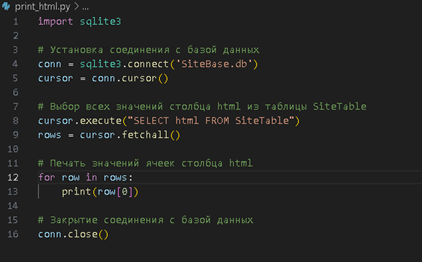 print_html.py > ...
1 import sqlite3
2
3 # Установка соединения с базой данных
4 conn = sqlite3.connect('SiteBase.db')
5 cursor = conn.cursor()
6
7 # Выбор всех значений столбца html из таблицы SiteTable
8 cursor.execute("SELECT html FROM SiteTable")
9 rows = cursor.fetchall()
10
11 # Печать значений ячеек столбца html
12 for row in rows:
13     print(row[0])
14
15 # Закрытие соединения с базой данных
16 conn.close()